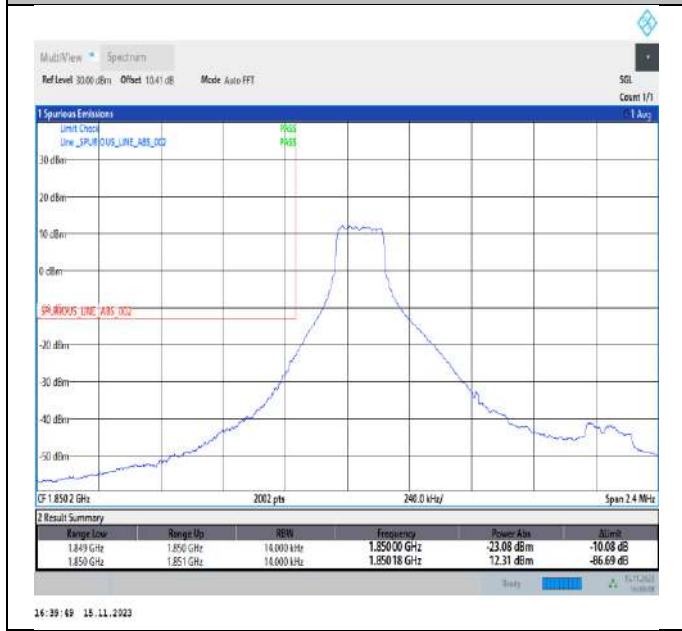 MultiView Spectrum
Ref Level 30.00 dBm Offset 10.41 dB Mode Auto FFT
SGL
Count 1/1
1 Spurious Emissions 1 Avg
Limit Check PASS
Line _SPURIOUS_LINE_ABS_002 PASS
30 dBm
20 dBm
10 dBm
0 dBm
_SPURIOUS_LINE_ABS_002
-20 dBm
-30 dBm
-40 dBm
-50 dBm
CF 1.8502 GHz 2002 pts 240.0 kHz/ Span 2.4 MHz
2 Result Summary
Range Low Range Up RBW Frequency Power Abs ΔLimit
1.849 GHz 1.850 GHz 14.000 kHz 1.85000 GHz -23.08 dBm -10.08 dB
1.850 GHz 1.851 GHz 14.000 kHz 1.85018 GHz 12.31 dBm -86.69 dB
Ready 15.11.2023
16:39:49 15.11.2023